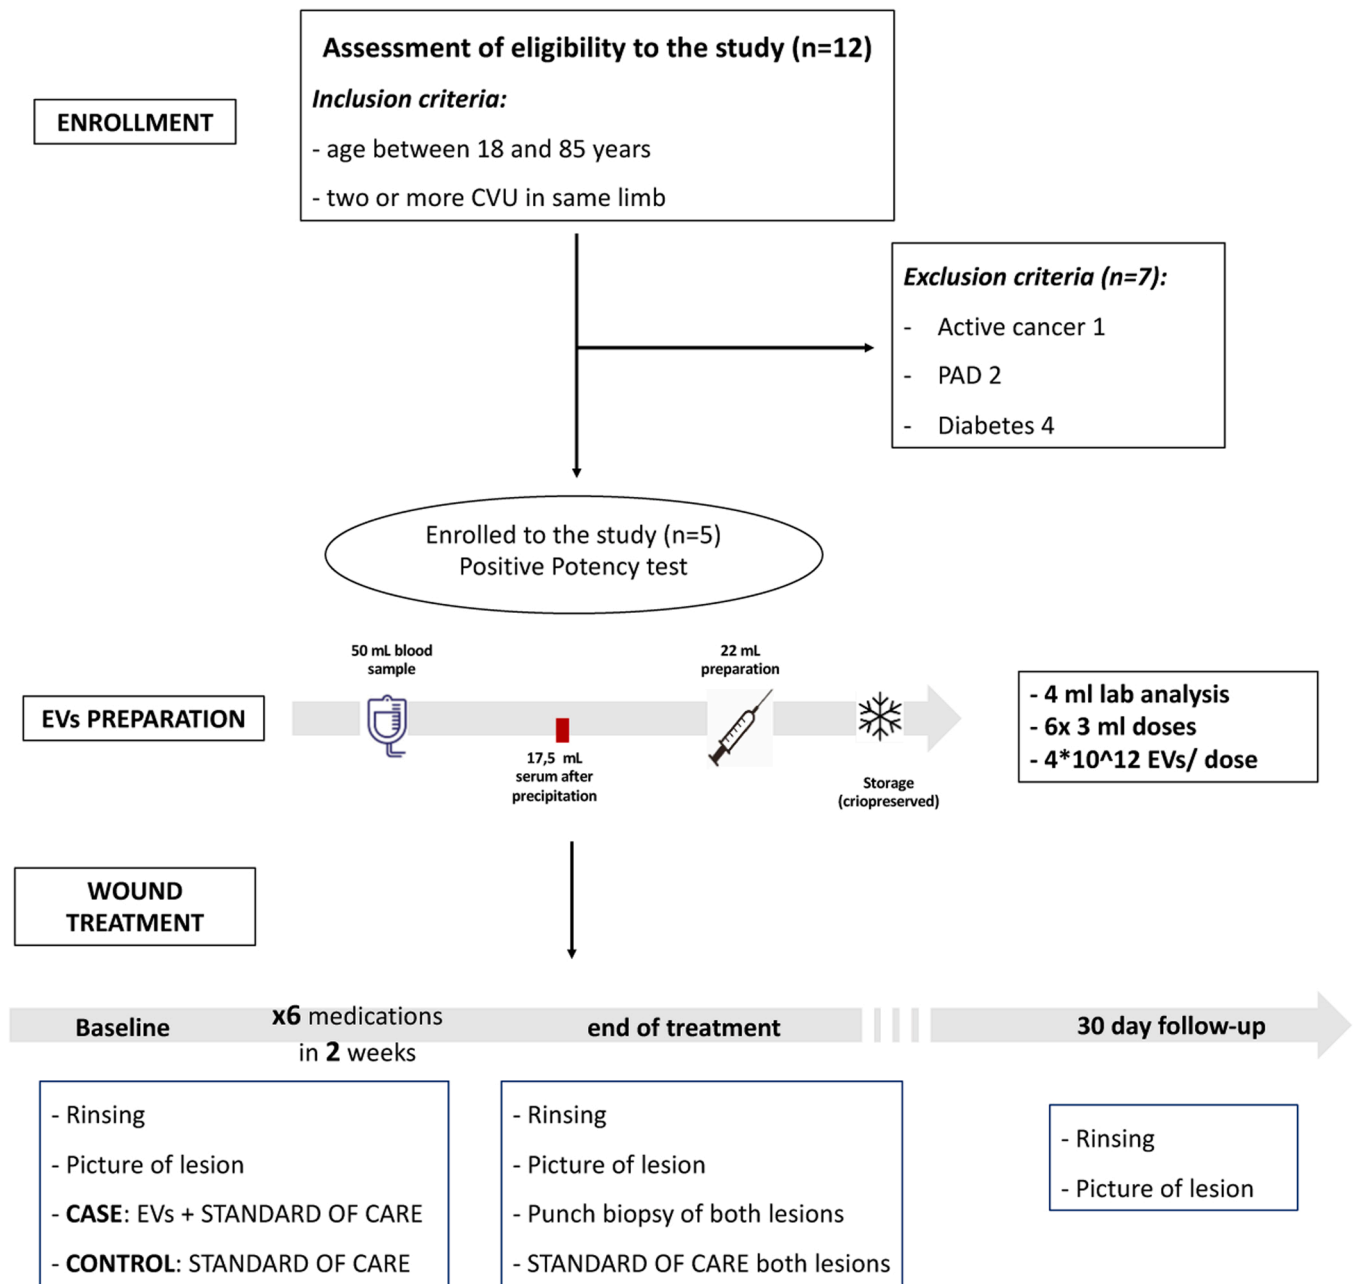 Assessment of eligibility to the study (n=12)
Inclusion criteria:
- age between 18 and 85 years
- two or more CVU in same limb
ENROLLMENT
Exclusion criteria (n=7):
- Active cancer 1
- PAD 2
- Diabetes 4
Enrolled to the study (n=5)
Positive Potency test
EVs PREPARATION
50 mL blood
sample
17,5 mL
serum after
precipitation
22 mL
preparation
Storage
(criopreserved)
- 4 ml lab analysis
- 6x 3 ml doses
- 4*10^12 EVs/ dose
WOUND
TREATMENT
Baseline
x6 medications
in 2 weeks
end of treatment
30 day follow-up
- Rinsing
- Picture of lesion
- CASE: EVs + STANDARD OF CARE
- CONTROL: STANDARD OF CARE
- Rinsing
- Picture of lesion
- Punch biopsy of both lesions
- STANDARD OF CARE both lesions
- Rinsing
- Picture of lesion